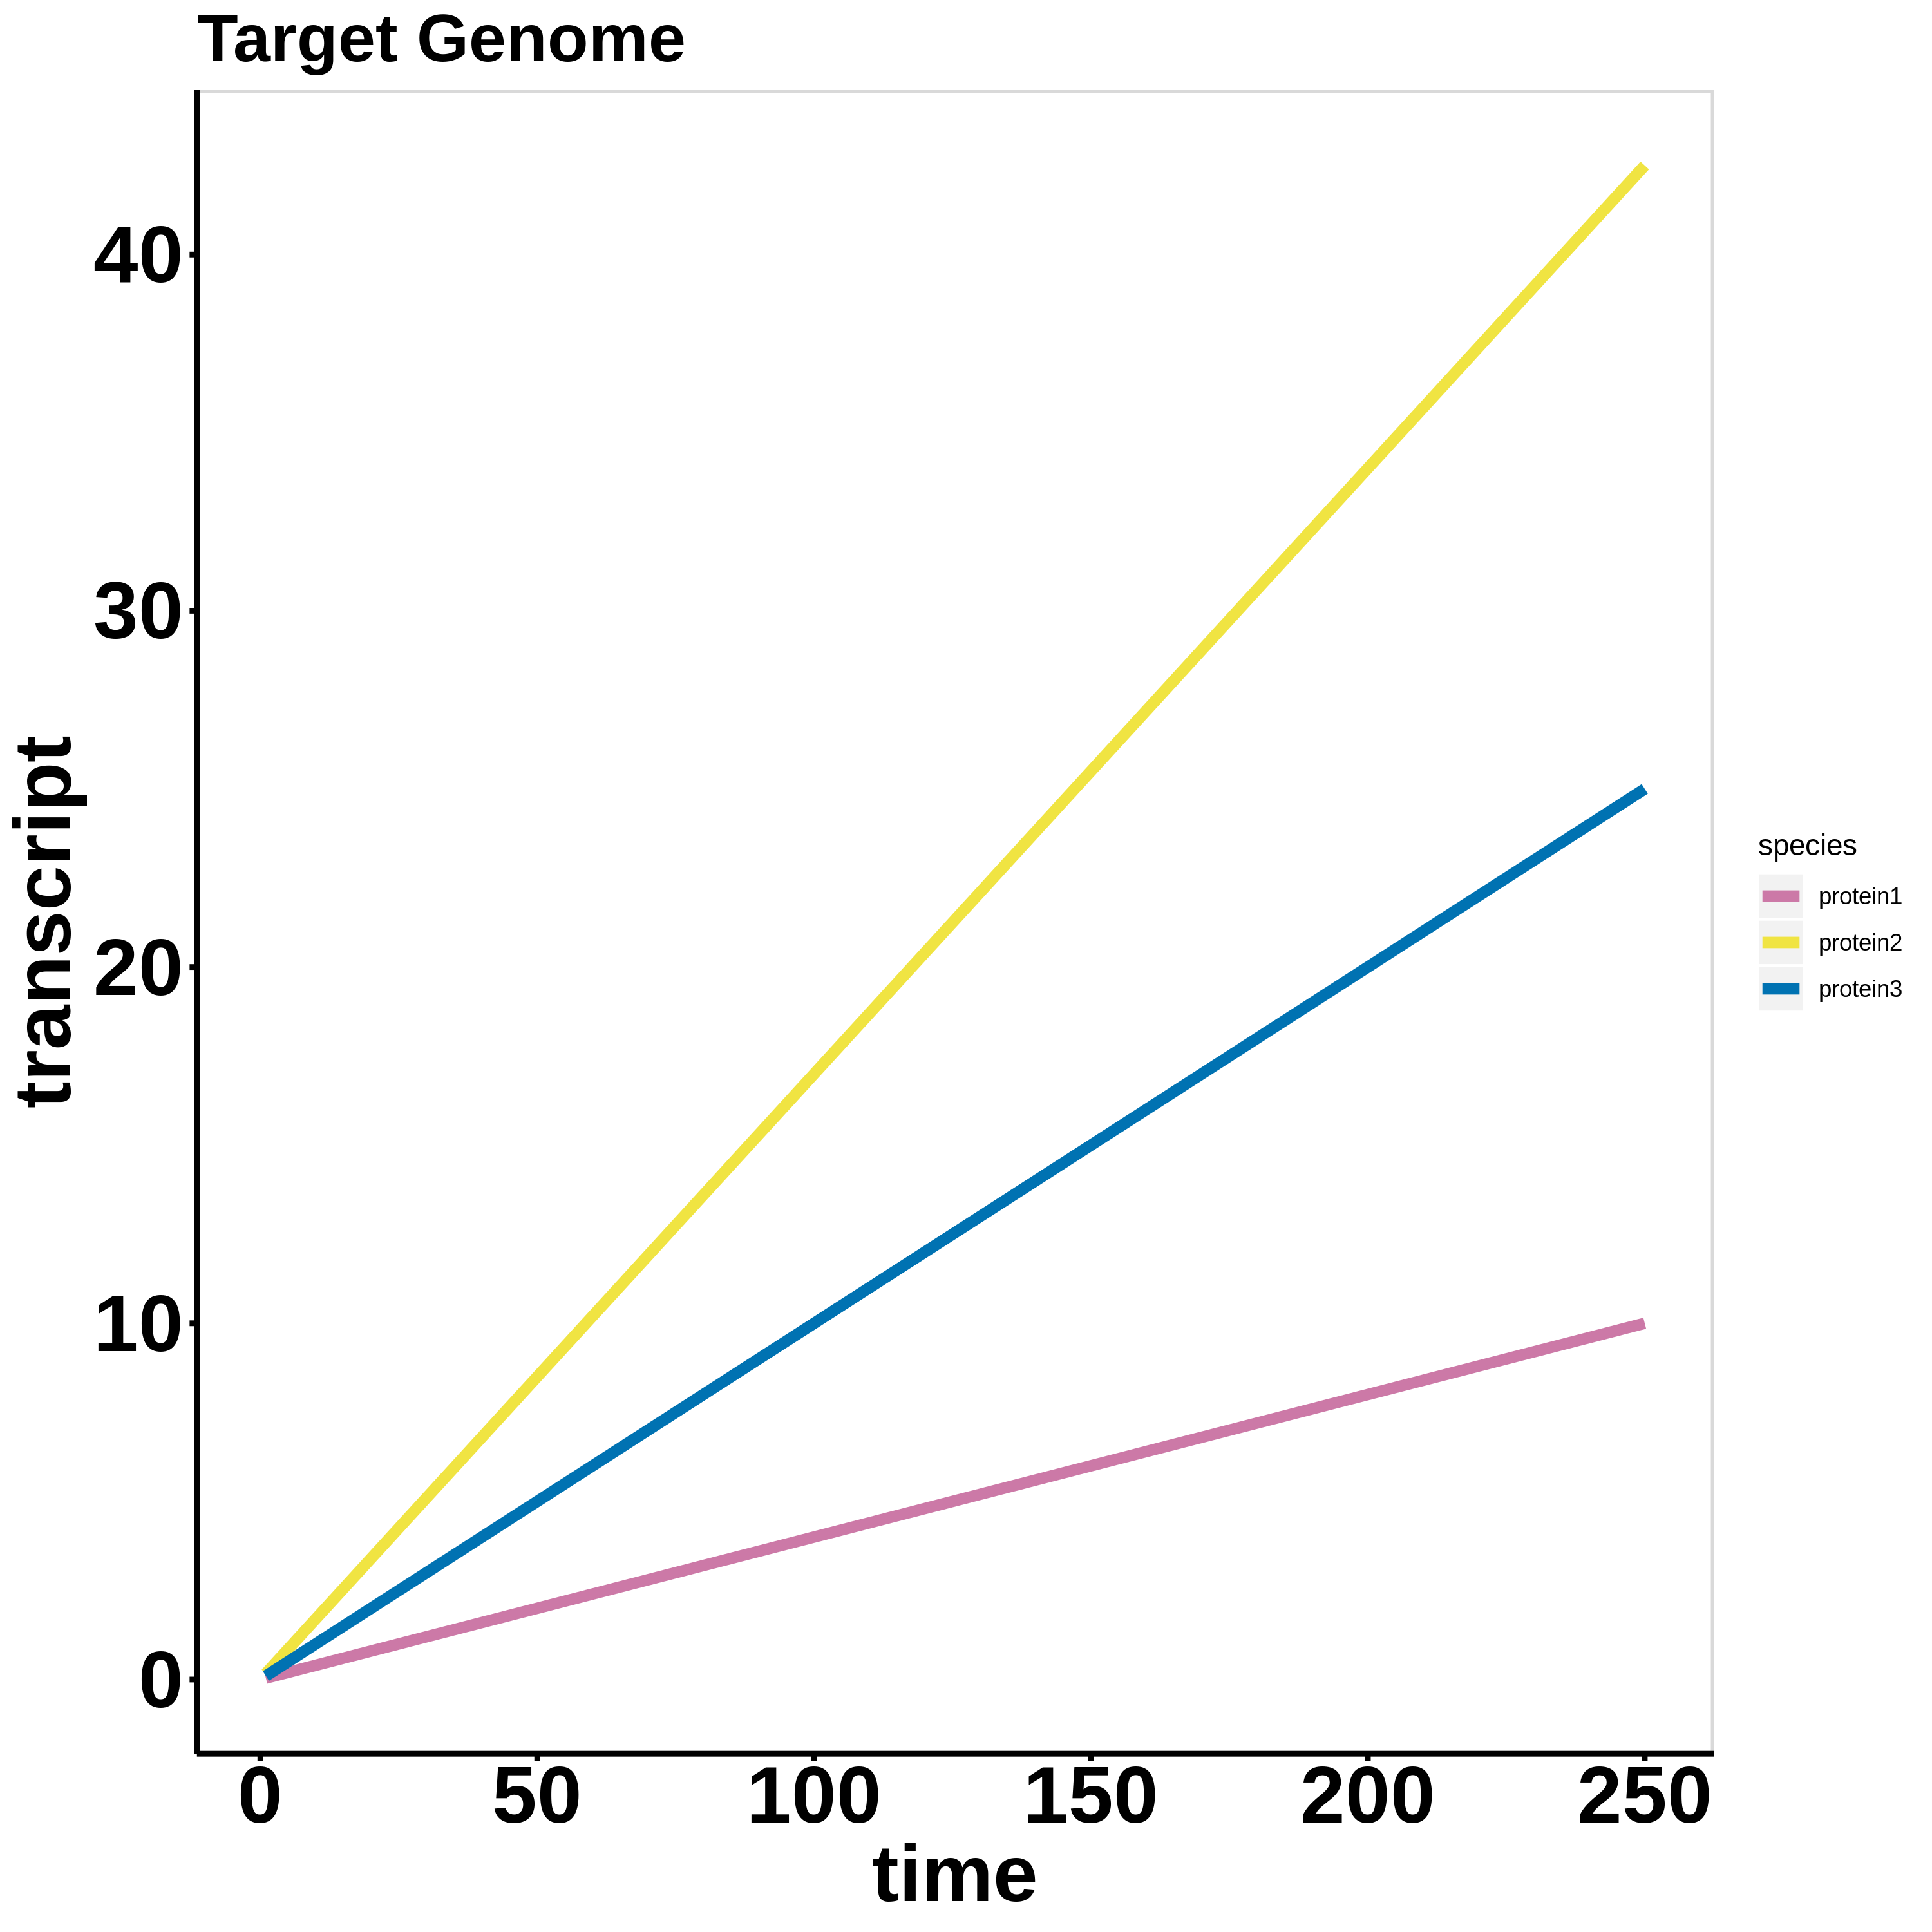 Target Genome
40
30
20
10
0
transcript
0 50 100 150 200 250
time
species
protein1
protein2
protein3